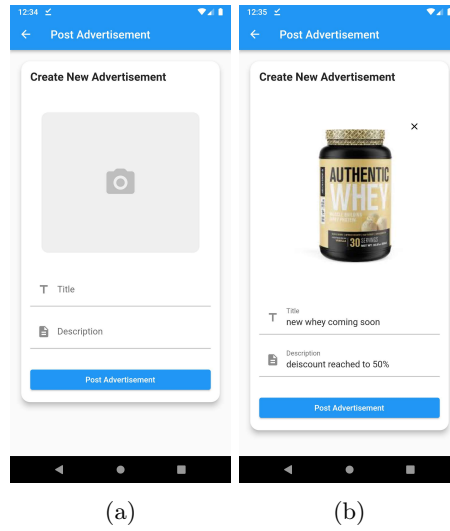 12:34
Post Advertisement
Create New Advertisement
Title
Description
Post Advertisement
(a)
12:35
Post Advertisement
Create New Advertisement
AUTHENTIC
WHEY
30 SERVINGS
Title
new whey coming soon
Description
deiscount reached to 50%
Post Advertisement
(b)